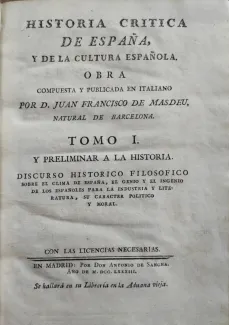 HISTORIA CRITICA
DE ESPAÑA,
Y DE LA CULTURA ESPAÑOLA,
OBRA
COMPUESTA Y PUBLICADA EN ITALIANO
POR D. JUAN FRANCISCO DE MASDEU,
NATURAL DE BARCELONA.
TOMO I.
Y PRELIMINAR A LA HISTORIA.
DISCURSO HISTORICO FILOSOFICO
SOBRE EL CLIMA DE ESPAÑA, EL GENIO Y EL INGENIO
DE LOS ESPAÑOLES PARA LA INDUSTRIA Y LITE-
RATURA, SU CARACTER POLITICO
Y MORAL.
CON LAS LICENCIAS NECESARIAS.
EN MADRID: POR DON ANTONIO DE SANCHA.
AÑO DE M. DCC. LXXXIII.
Se hallará en su Librería en la Aduana vieja.